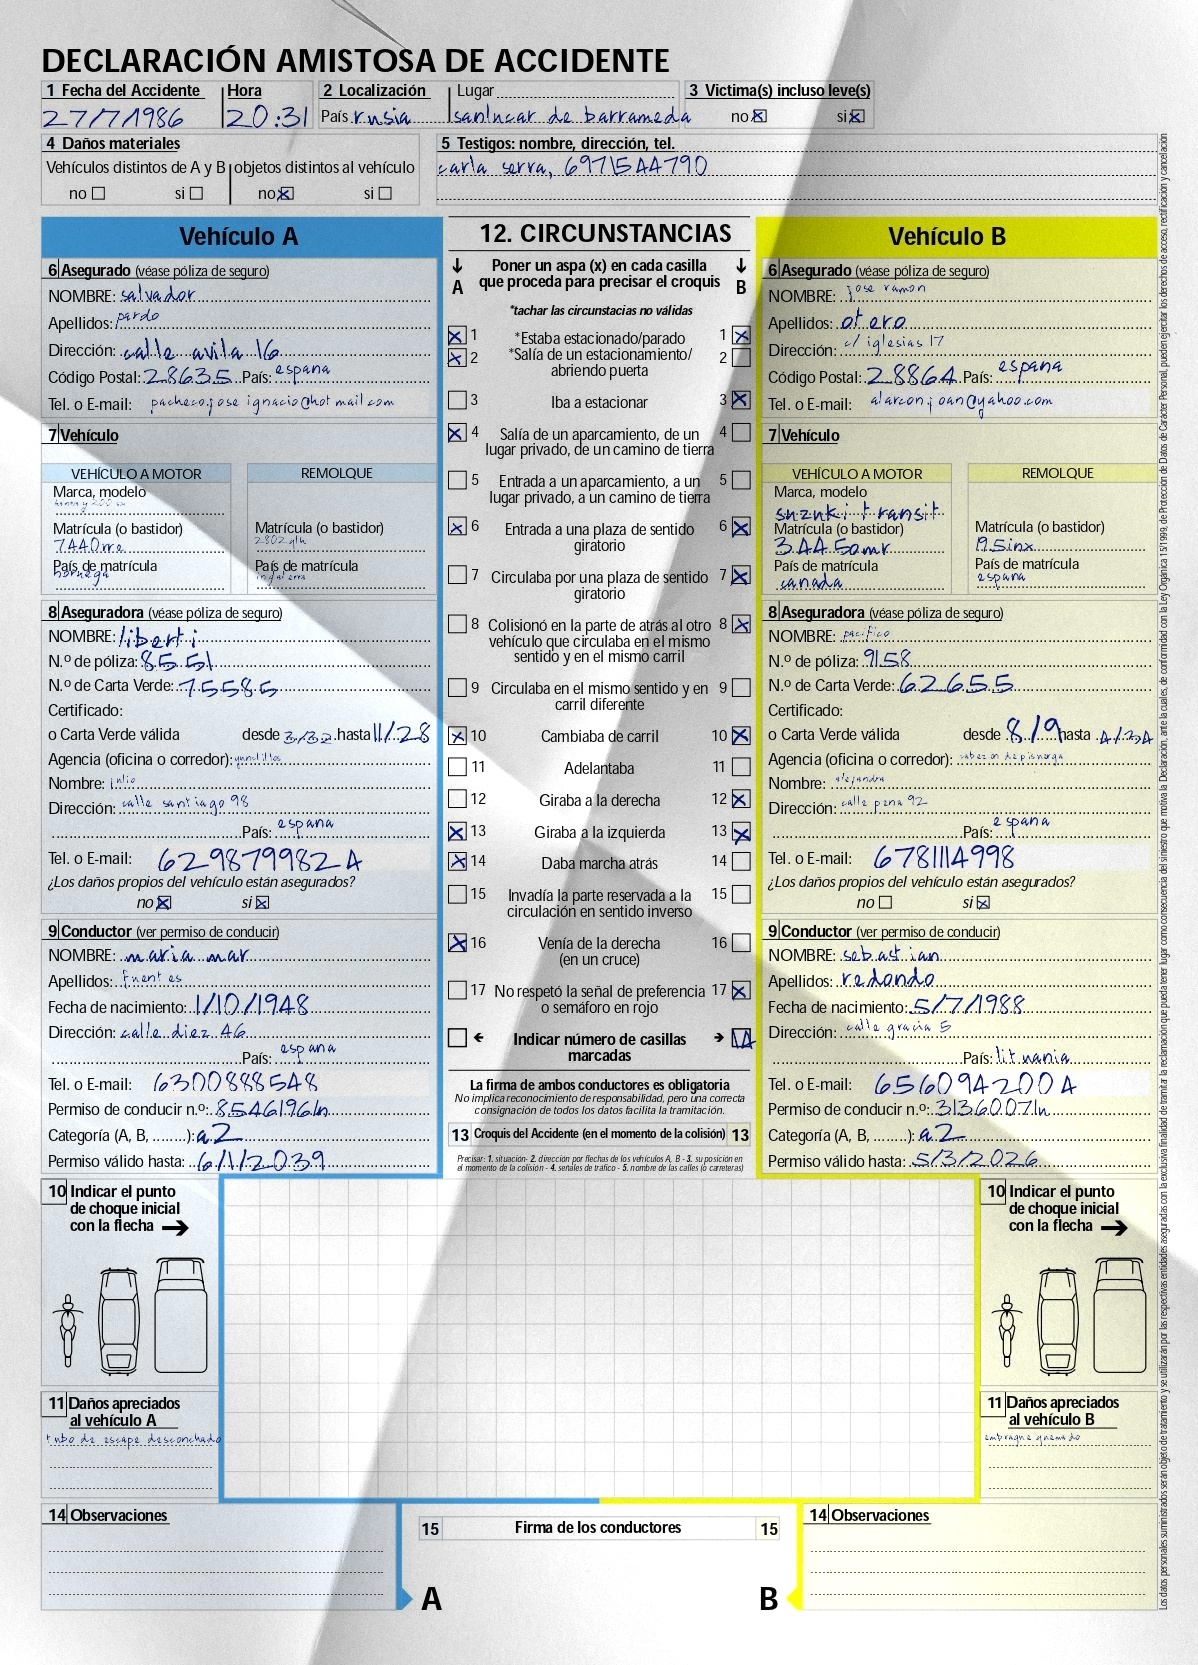 DECLARACIÓN AMISTOSA DE ACCIDENTE
1 Fecha del Accidente Hora 2 Localización Lugar 3 Victima(s) incluso leve(s)
27/7/1986 20:31 País rusia sanlucar de barrameda no si
4 Daños materiales 5 Testigos: nombre, dirección, tel.
Vehículos distintos de A y B objetos distintos al vehículo carla serra, 6971544790
no si no si
Vehículo A
6 Asegurado (véase póliza de seguro)
NOMBRE: salvador
Apellidos: pardo
Dirección: calle avila 16
Código Postal: 28635 País: espana
Tel. o E-mail: pacheco.jose ignacio@hotmail.com
7 Vehículo
VEHÍCULO A MOTOR REMOLQUE
Marca, modelo
Matrícula (o bastidor) Matrícula (o bastidor)
7440rre 2802glh
País de matrícula País de matrícula
noruega inglaterra
8 Aseguradora (véase póliza de seguro)
NOMBRE: liberti
N.º de póliza: 8551
N.º de Carta Verde: 75585
Certificado:
o Carta Verde válida desde 3/32 hasta 11/28
Agencia (oficina o corredor):
Nombre: julio
Dirección: calle santiago 98
País: espana
Tel. o E-mail: 6298799824
¿Los daños propios del vehículo están asegurados?
no si
9 Conductor (ver permiso de conducir)
NOMBRE: maria mar
Apellidos: fuentes
Fecha de nacimiento: 1/10/1948
Dirección: calle diez 46
País: espana
Tel. o E-mail: 6300888548
Permiso de conducir n.º: 8546196ln
Categoría (A, B, ........): a2
Permiso válido hasta: 6/1/2039
12. CIRCUNSTANCIAS
A Poner un aspa (x) en cada casilla que proceda para precisar el croquis B
*tachar las circunstacias no válidas
1 *Estaba estacionado/parado 1
2 *Salía de un estacionamiento/ 2
abriendo puerta
3 Iba a estacionar 3
4 Salía de un aparcamiento, de un 4
lugar privado, de un camino de tierra
5 Entrada a un aparcamiento, a un 5
lugar privado, a un camino de tierra
6 Entrada a una plaza de sentido 6
giratorio
7 Circulaba por una plaza de sentido 7
giratorio
8 Colisionó en la parte de atrás al otro 8
vehículo que circulaba en el mismo
sentido y en el mismo carril
9 Circulaba en el mismo sentido y en 9
carril diferente
10 Cambiaba de carril 10
11 Adelantaba 11
12 Giraba a la derecha 12
13 Giraba a la izquierda 13
14 Daba marcha atrás 14
15 Invadía la parte reservada a la 15
circulación en sentido inverso
16 Venía de la derecha 16
(en un cruce)
17 No respetó la señal de preferencia 17
o semáforo en rojo
Indicar número de casillas 14
marcadas
La firma de ambos conductores es obligatoria
No implica reconocimiento de responsabilidad, pero una correcta
consignación de todos los datos facilita la tramitación.
13 Croquis del Accidente (en el momento de la colisión) 13
Precisar: 1. situación- 2. dirección por flechas de los vehículos A, B - 3. su posición en
el momento de la colisión - 4. señales de tráfico - 5. nombre de las calles (o carreteras)
Vehículo B
6 Asegurado (véase póliza de seguro)
NOMBRE: jose ramon
Apellidos: otero
Dirección: c/ iglesias 17
Código Postal: 28864 País: espana
Tel. o E-mail: alarcon.joan@yahoo.com
7 Vehículo
VEHÍCULO A MOTOR REMOLQUE
Marca, modelo
suzuki transit
Matrícula (o bastidor) Matrícula (o bastidor)
3445omr 195inx
País de matrícula País de matrícula
canada espana
8 Aseguradora (véase póliza de seguro)
NOMBRE: pacifico
N.º de póliza: 9158
N.º de Carta Verde: 62655
Certificado:
o Carta Verde válida desde 8/9 hasta 4/34
Agencia (oficina o corredor): cabezon de pisuerga
Nombre: alejandra
Dirección: calle pena 92
País: espana
Tel. o E-mail: 6781114998
¿Los daños propios del vehículo están asegurados?
no si
9 Conductor (ver permiso de conducir)
NOMBRE: sebastian
Apellidos: redondo
Fecha de nacimiento: 5/7/1988
Dirección: calle gracia 5
País: lituania
Tel. o E-mail: 6560942004
Permiso de conducir n.º: 3136007ln
Categoría (A, B, ........): a2
Permiso válido hasta: 5/3/2026
10 Indicar el punto
de choque inicial
con la flecha
11 Daños apreciados
al vehículo A
tubo de escape desconchado
10 Indicar el punto
de choque inicial
con la flecha
11 Daños apreciados
al vehículo B
embrague quemado
14 Observaciones
15 Firma de los conductores 15
A B
14 Observaciones
Los datos personales suministrados serán objeto de tratamiento y se utilizarán por las respectivas entidades aseguradas con la exclusiva finalidad de tramitar la reclamación que pueda tener lugar como consecuencia del siniestro que motiva la Declaración, ante la cuales, de conformidad con la Ley Orgánica 15/1999, de Protección de Datos de Carácter Personal, pueden ejercitar los derechos de acceso, rectificación y cancelación